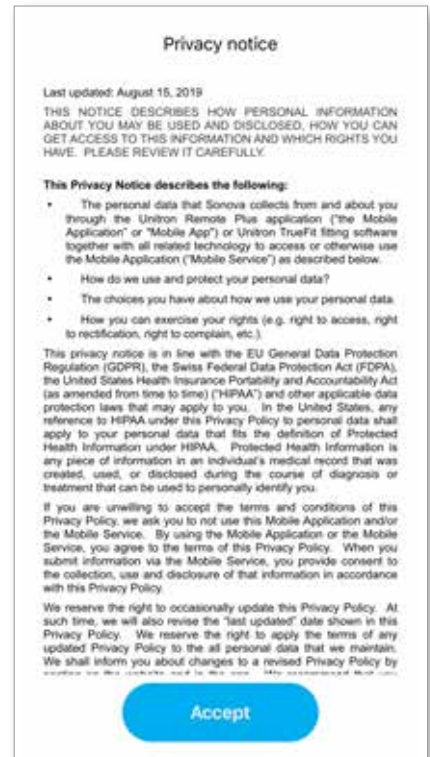 Privacy notice
Last updated: August 15, 2019
THIS NOTICE DESCRIBES HOW PERSONAL INFORMATION
ABOUT YOU MAY BE USED AND DISCLOSED, HOW YOU CAN
GET ACCESS TO THIS INFORMATION AND WHICH RIGHTS YOU
HAVE. PLEASE REVIEW IT CAREFULLY.
This Privacy Notice describes the following:
• The personal data that Sonova collects from and about you
through the Unitron Remote Plus application ("the Mobile
Application" or "Mobile App") or Unitron TrueFit fitting software
together with all related technology to access or otherwise use
the Mobile Application ("Mobile Service") as described below.
• How do we use and protect your personal data?
• The choices you have about how we use your personal data.
• How you can exercise your rights (e.g. right to access, right
to rectification, right to complain, etc.).
This privacy notice is in line with the EU General Data Protection
Regulation (GDPR), the Swiss Federal Data Protection Act (FDPA),
the United States Health Insurance Portability and Accountability Act
(as amended from time to time) ("HIPAA") and other applicable data
protection laws that may apply to you. In the United States, any
reference to HIPAA under this Privacy Policy to personal data shall
apply to your personal data that fits the definition of Protected
Health Information under HIPAA. Protected Health Information is
any piece of information in an individual's medical record that was
created, used, or disclosed during the course of diagnosis or
treatment that can be used to personally identify you.
If you are unwilling to accept the terms and conditions of this
Privacy Policy, we ask you to not use this Mobile Application and/or
the Mobile Service. By using the Mobile Application or the Mobile
Service, you agree to the terms of this Privacy Policy. When you
submit information via the Mobile Service, you provide consent to
the collection, use and disclosure of that information in accordance
with this Privacy Policy.
We reserve the right to occasionally update this Privacy Policy. At
such time, we will also revise the "last updated" date shown in this
Privacy Policy. We reserve the right to apply the terms of any
updated Privacy Policy to the all personal data that we maintain.
We shall inform you about changes to a revised Privacy Policy by
Accept